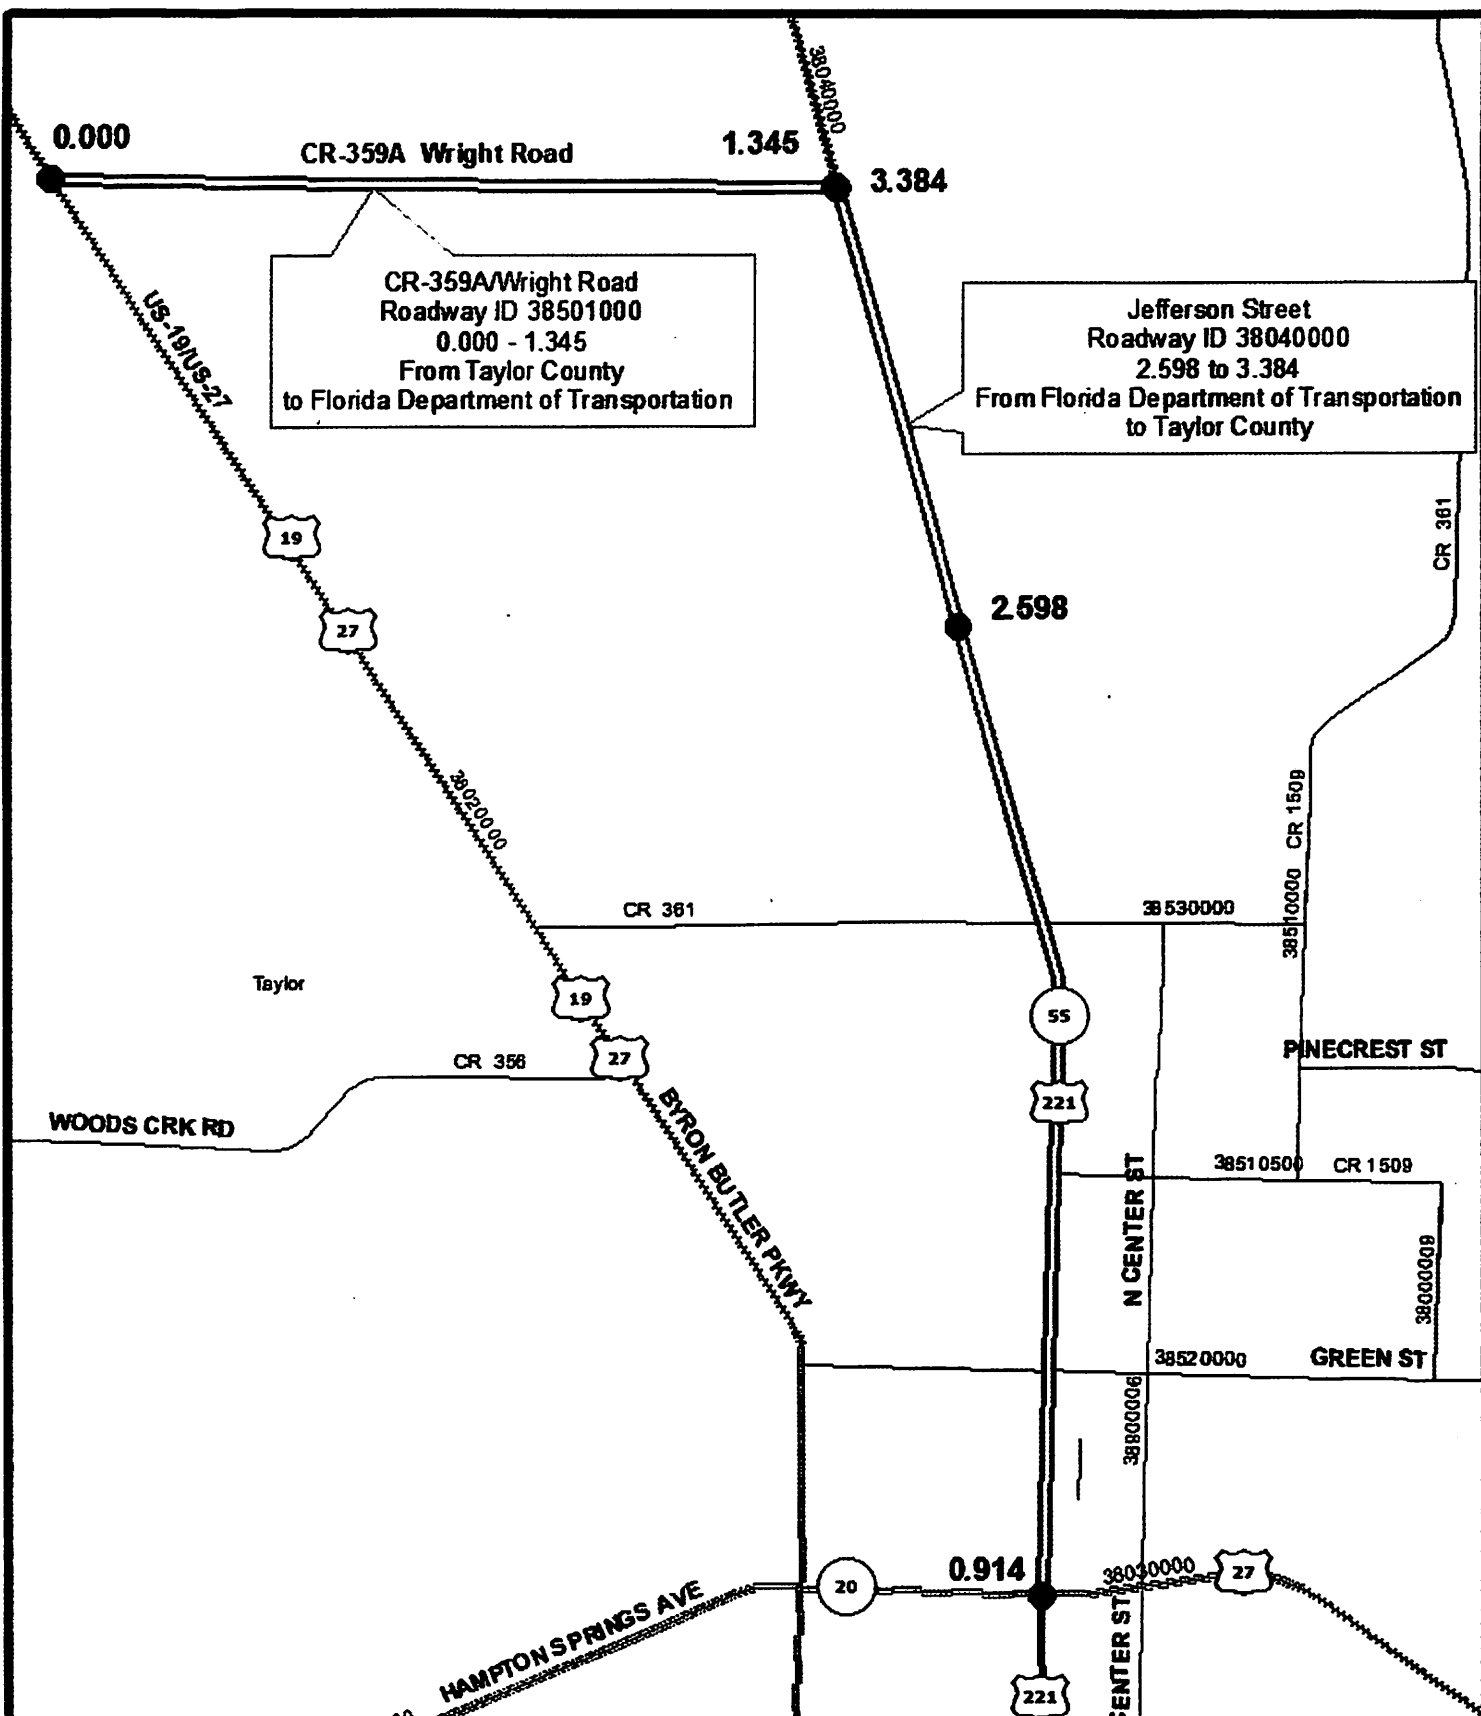 38040000
0.000
CR-359A Wright Road
1.345
3.384
CR-359A/Wright Road
Roadway ID 38501000
0.000 - 1.345
From Taylor County
to Florida Department of Transportation
Jefferson Street
Roadway ID 38040000
2.598 to 3.384
From Florida Department of Transportation
to Taylor County
US-19/US-27
CR 361
19
27
2.598
38020000
CR 1509
CR 361
38530000
38510000
Taylor
19
55
27
CR 356
PINECREST ST
221
WOODS CRK RD
BYRON BUTLER PKWY
38510500
CR 1509
N CENTER ST
38000009
38520000
GREEN ST
38800006
0.914
38030000
27
20
HAMPTON SPRINGS AVE
CENTER ST
221